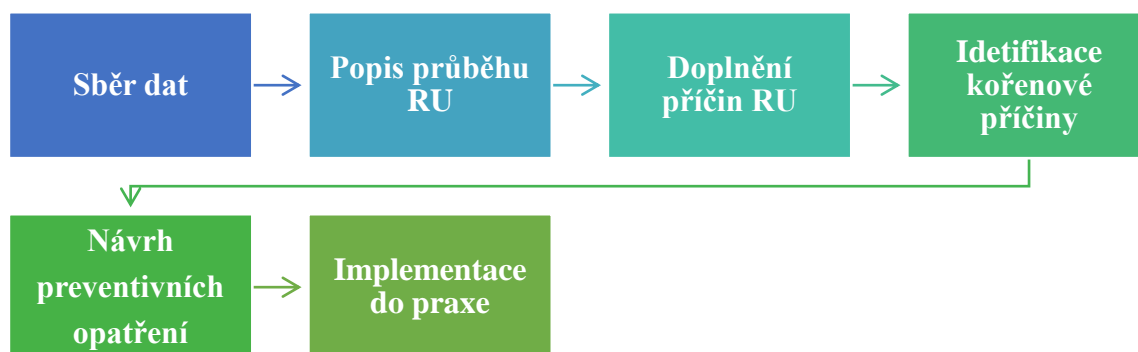 Sběr dat
Popis průběhu
RU
Doplnění
příčin RU
Idetifikace
kořenové
příčiny
Návrh
preventivních
opatření
Implementace
do praxe